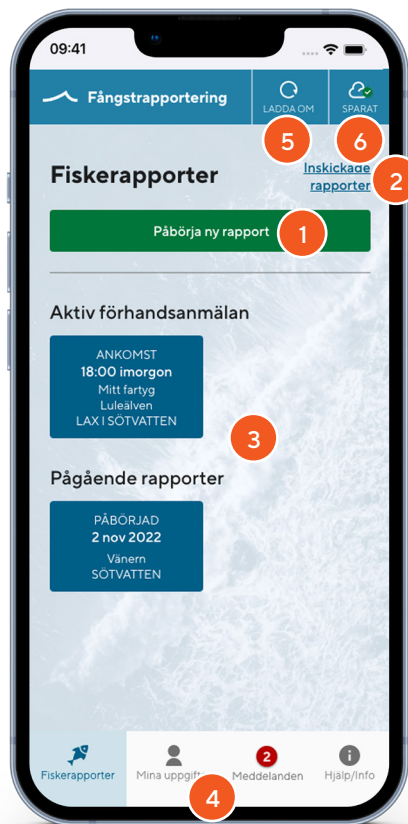 09:41
Fångstrapportering
LADDA OM
SPARAT
5
6
Fiskerapporter
Inskickade
rapporter
2
Påbörja ny rapport
1
Aktiv förhandsanmälan
ANKOMST
18:00 imorgon
Mitt fartyg
Luleälven
LAX I SÖTVATTEN
3
Pågående rapporter
PÅBÖRJAD
2 nov 2022
Vänern
SÖTVATTEN
2
Fiskerapporter
Mina uppgifter
Meddelanden
Hjälp/Info
4